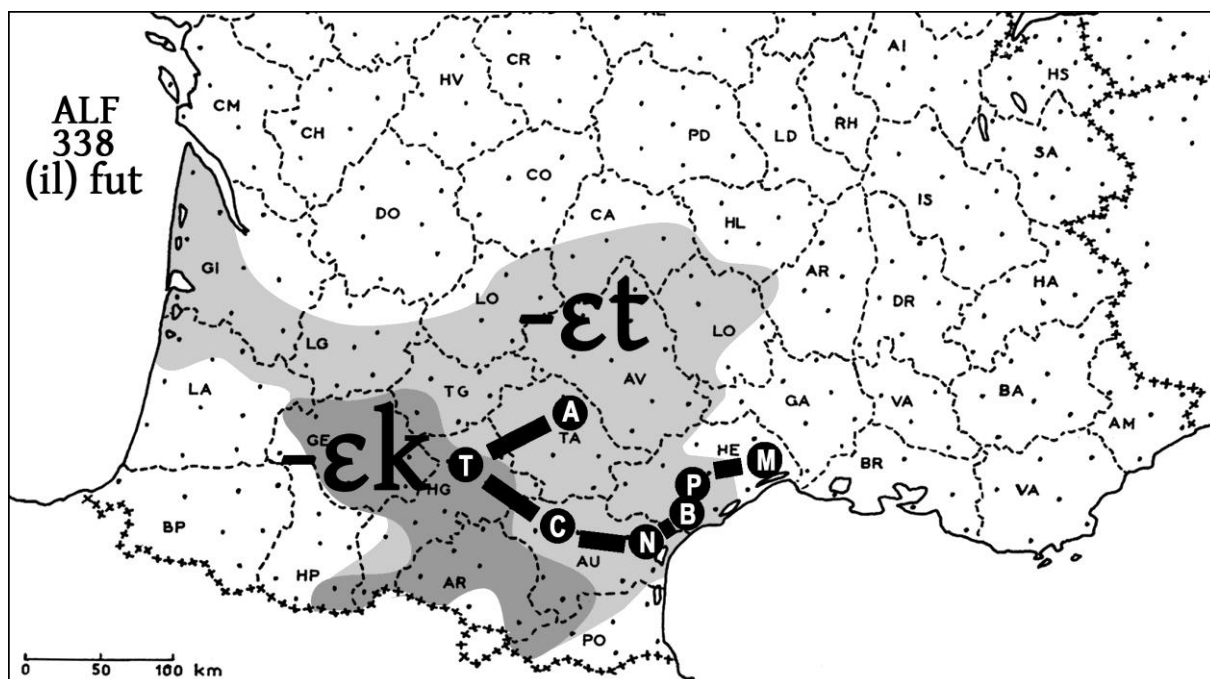 ALF
338
(il) fut
CM
CH
HV
CR
PD
LD
RH
AI
HS
SA
DO
CO
CA
HL
IS
GI
LO
-ɛt
LO
AR
DR
HA
LG
LA
TG
AV
GA
VA
BA
AM
GE
-ɛk
T
A
TA
HE
M
BR
VA
HG
P
B
C
N
AU
BP
HP
AR
PO
0 50 100 km